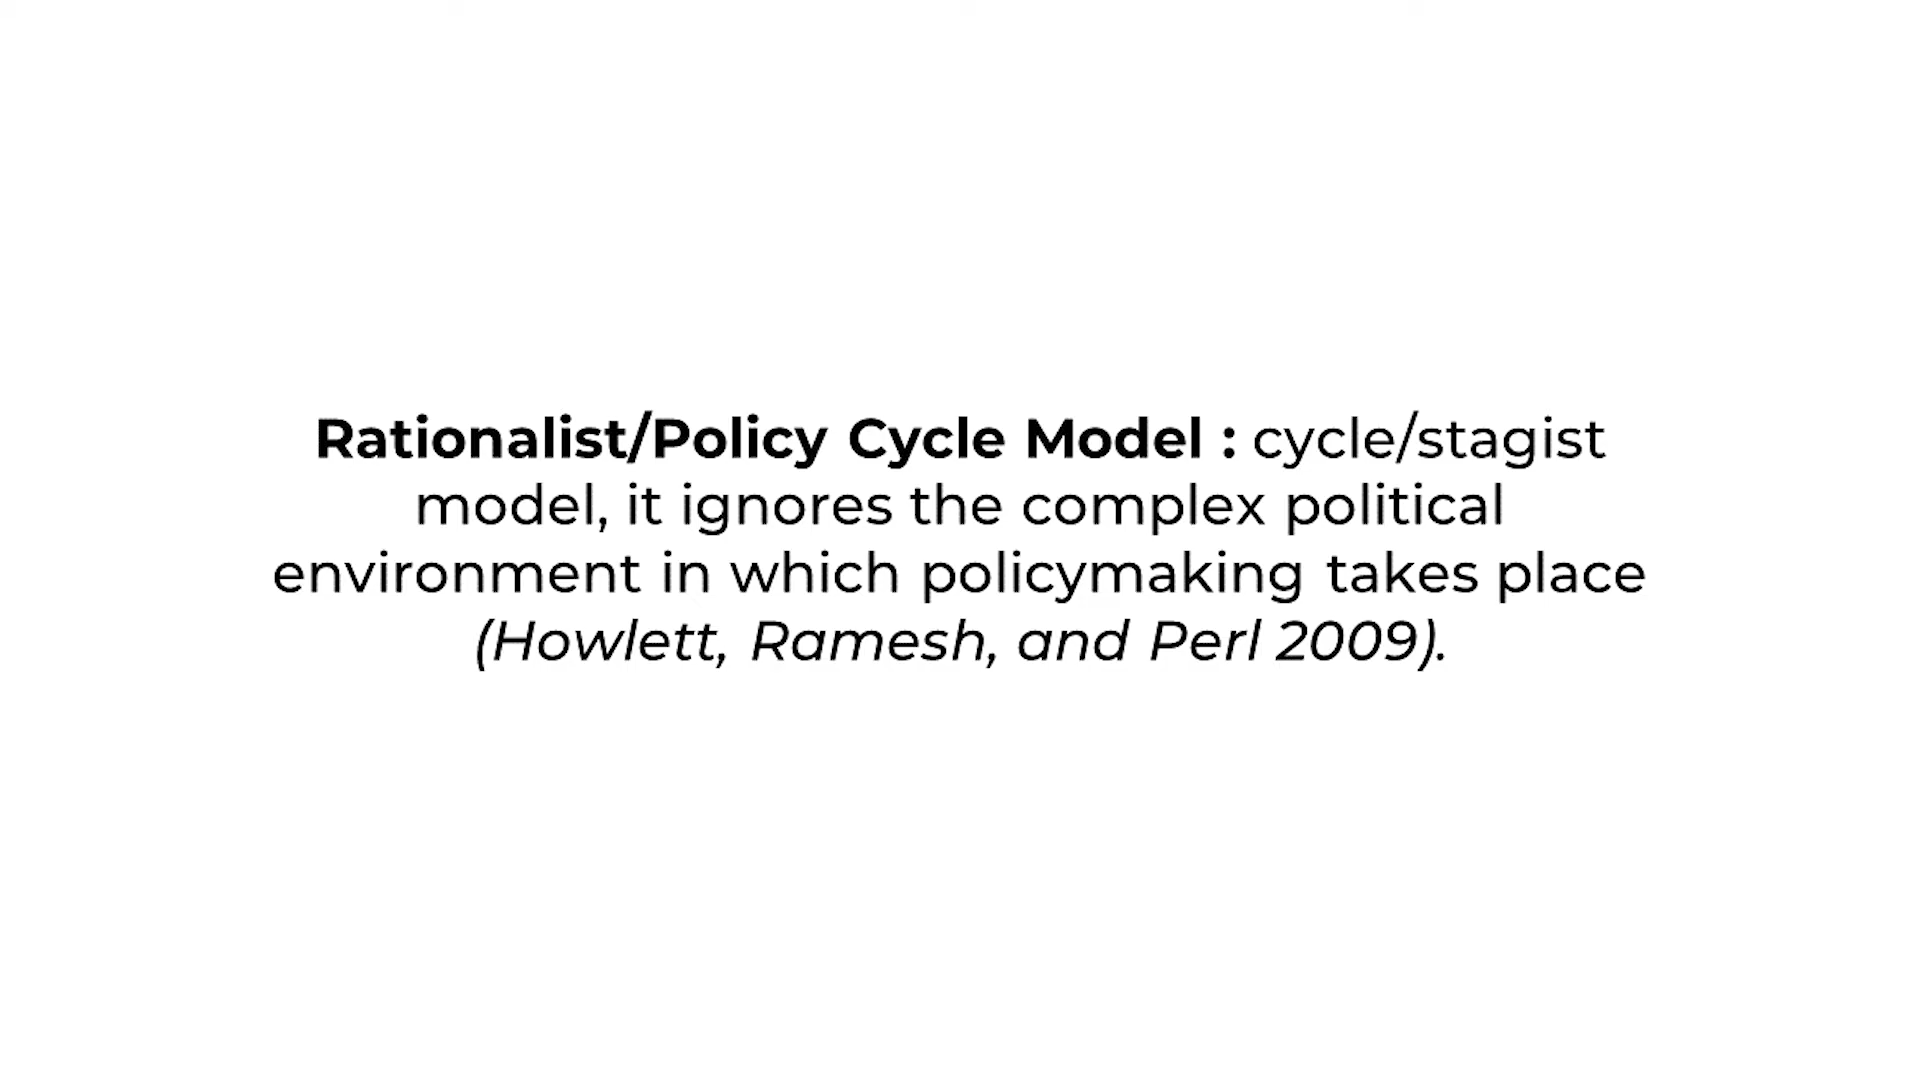 Rationalist/Policy Cycle Model : cycle/stagist
model, it ignores the complex political
environment in which policymaking takes place
(Howlett, Ramesh, and Perl 2009).